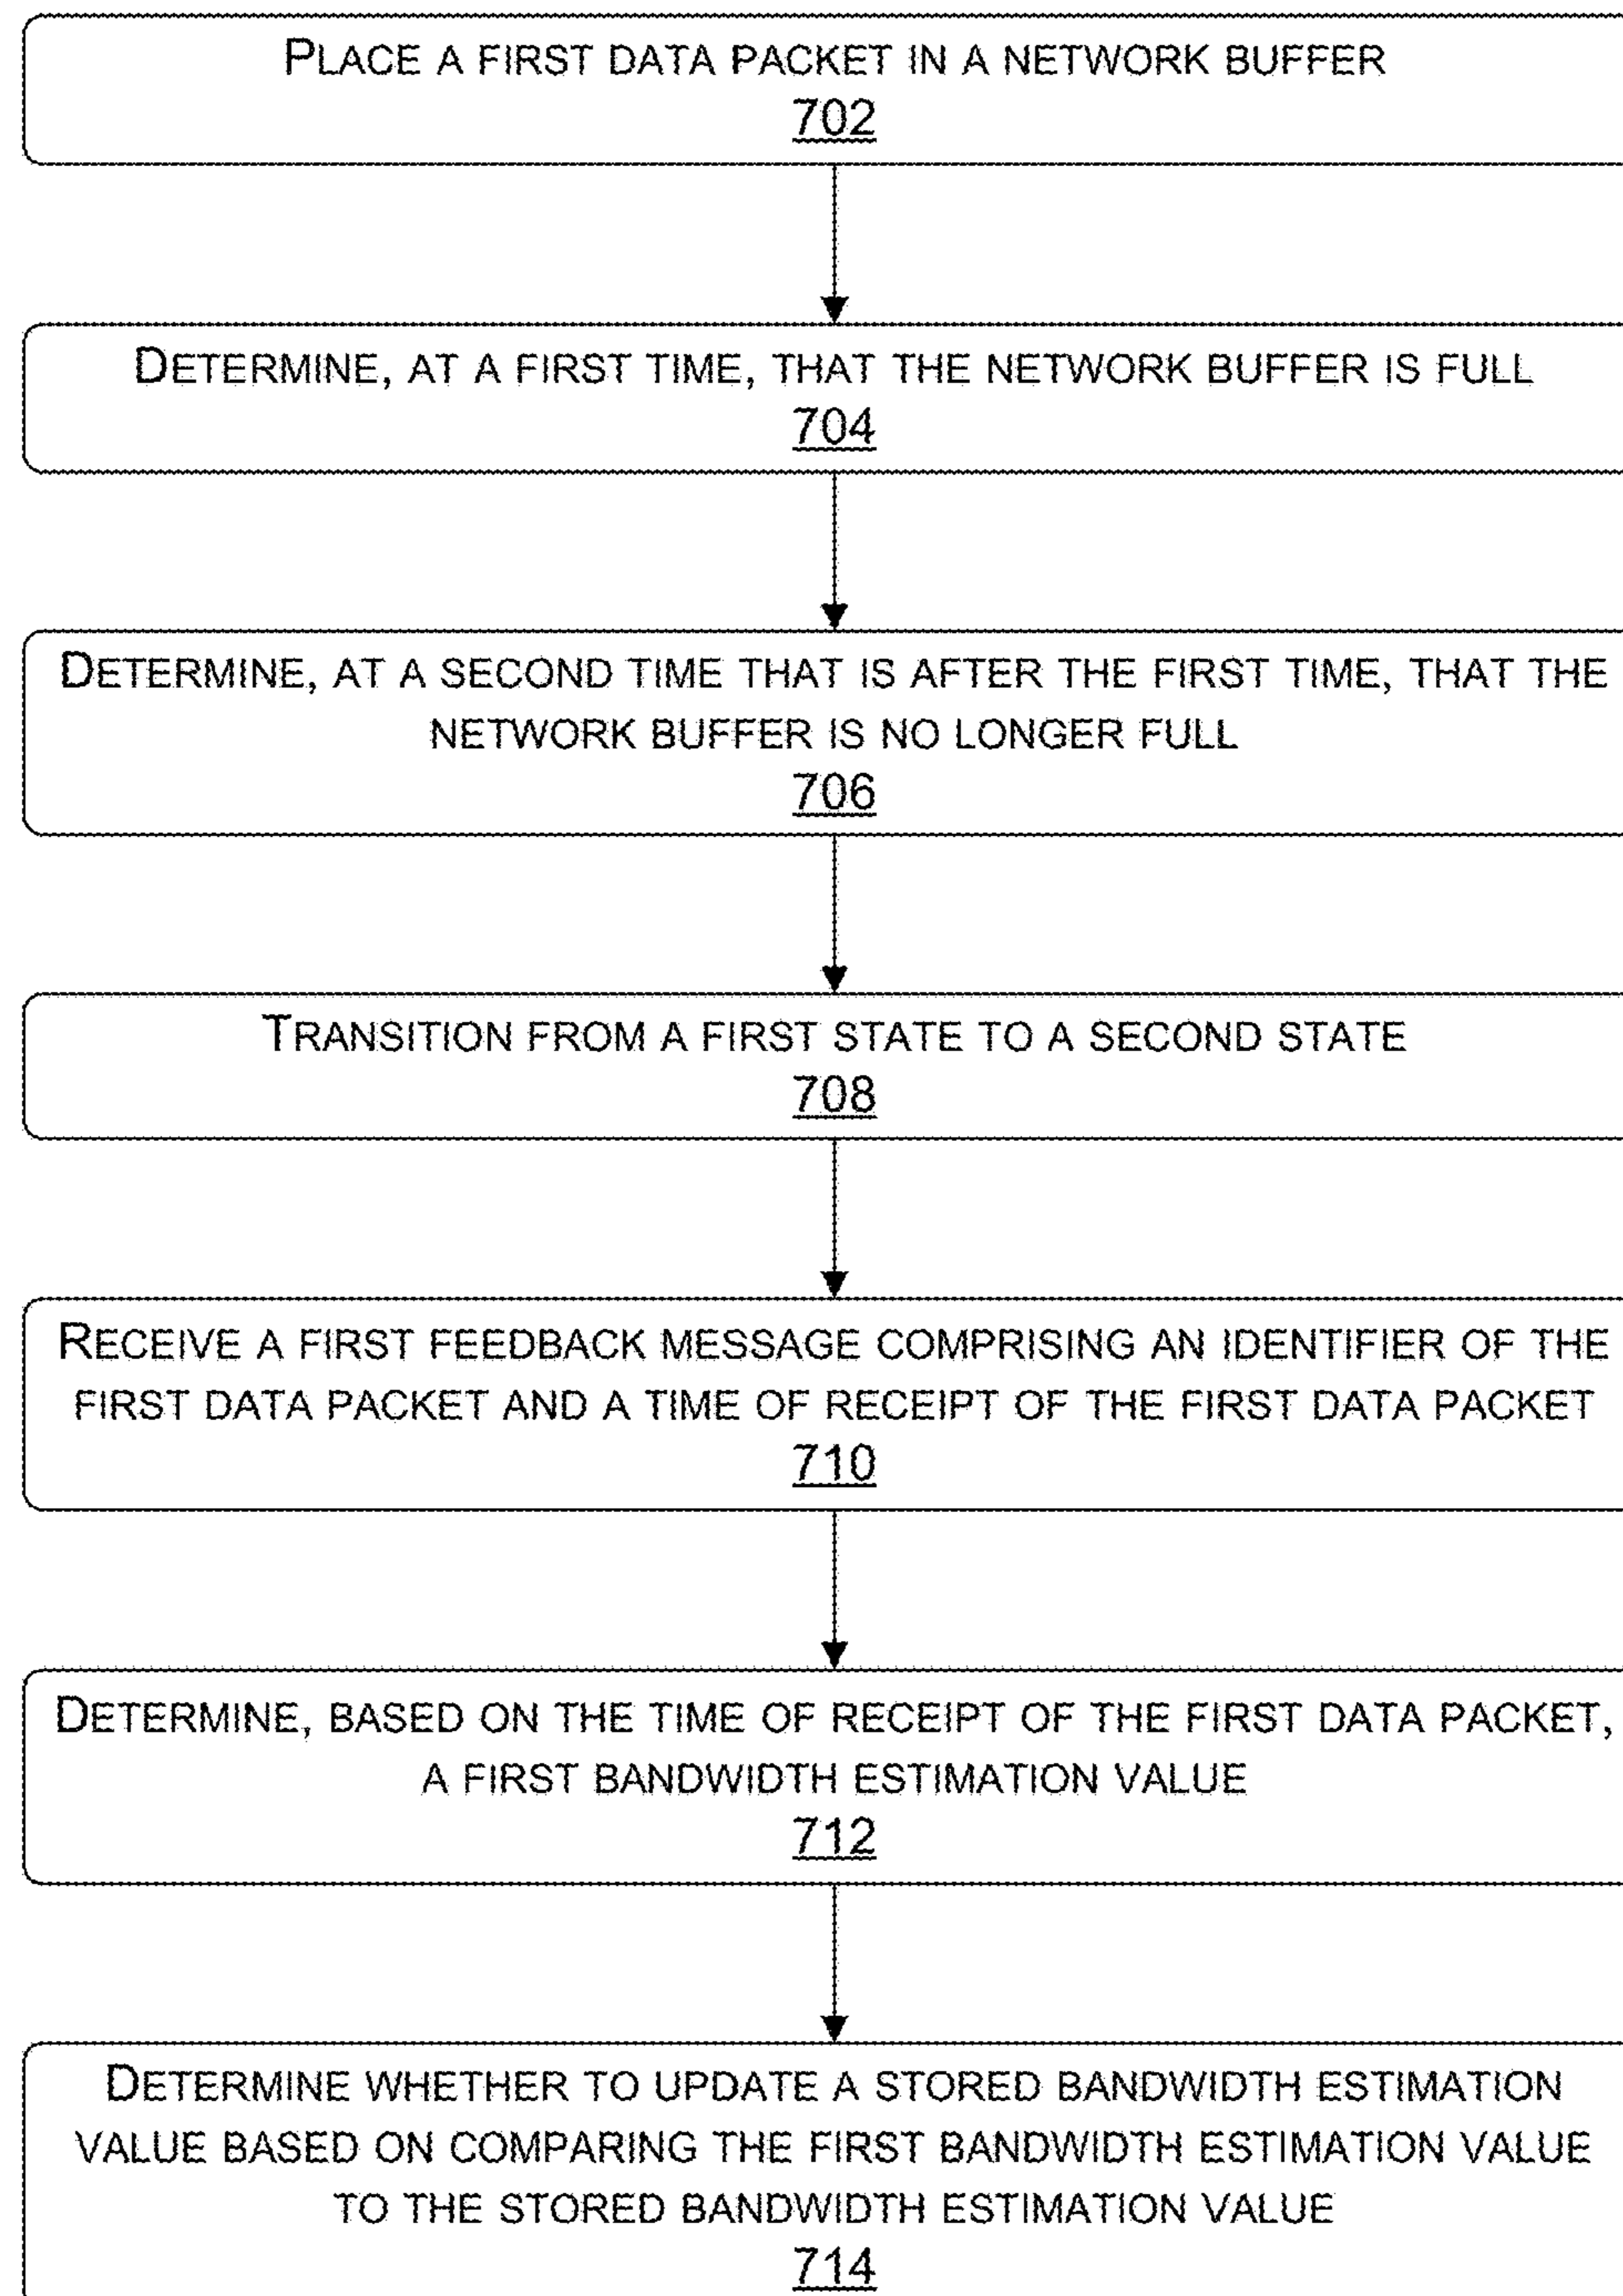 PLACE A FIRST DATA PACKET IN A NETWORK BUFFER
702
DETERMINE, AT A FIRST TIME, THAT THE NETWORK BUFFER IS FULL
704
DETERMINE, AT A SECOND TIME THAT IS AFTER THE FIRST TIME, THAT THE
NETWORK BUFFER IS NO LONGER FULL
706
TRANSITION FROM A FIRST STATE TO A SECOND STATE
708
RECEIVE A FIRST FEEDBACK MESSAGE COMPRISING AN IDENTIFIER OF THE
FIRST DATA PACKET AND A TIME OF RECEIPT OF THE FIRST DATA PACKET
710
DETERMINE, BASED ON THE TIME OF RECEIPT OF THE FIRST DATA PACKET,
A FIRST BANDWIDTH ESTIMATION VALUE
712
DETERMINE WHETHER TO UPDATE A STORED BANDWIDTH ESTIMATION
VALUE BASED ON COMPARING THE FIRST BANDWIDTH ESTIMATION VALUE
TO THE STORED BANDWIDTH ESTIMATION VALUE
714